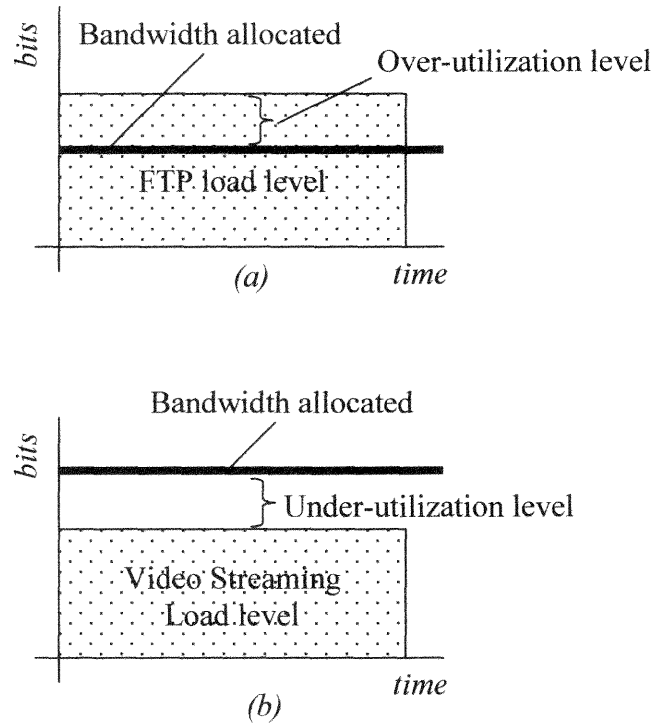 bits
Bandwidth allocated
Over-utilization level
FTP load level
(a)
time
bits
Bandwidth allocated
Under-utilization level
Video Streaming
Load level
time
(b)